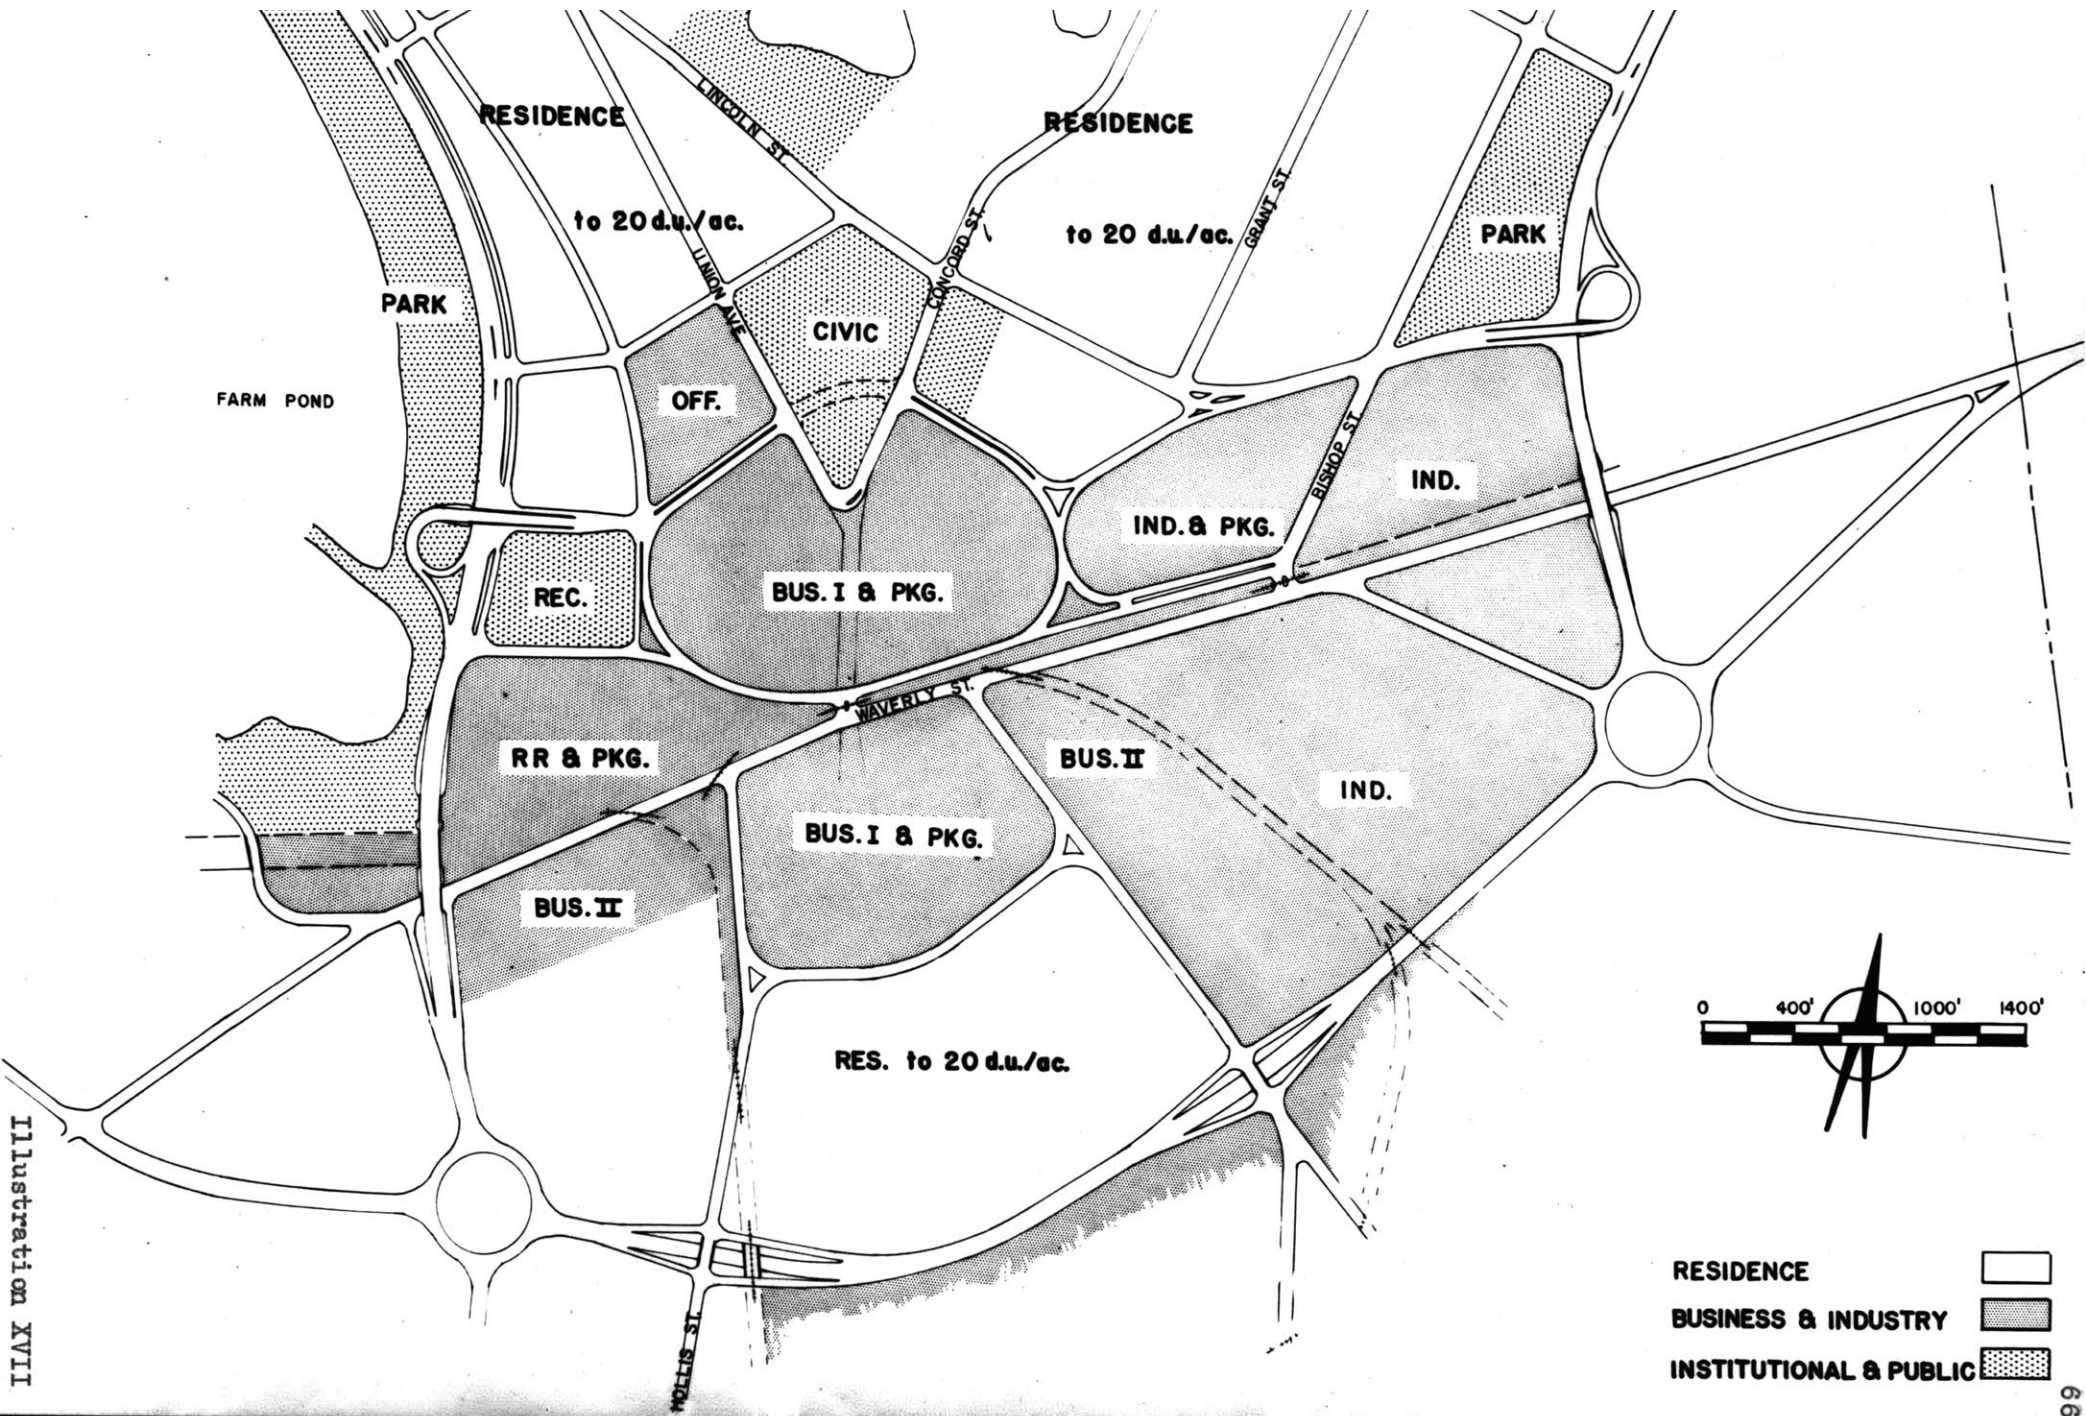 RESIDENCE
to 20 d.u./ac.
LINCOLN ST.
RESIDENCE
to 20 d.u./ac.
UNION AVE
CONCORD ST.
GRANT ST.
PARK
PARK
FARM POND
CIVIC
OFF.
BISHOP ST.
IND.
IND. & PKG.
REC.
BUS. I & PKG.
WAVERLY ST.
RR & PKG.
BUS. II
IND.
BUS. I & PKG.
BUS. II
RES. to 20 d.u./ac.
HOLLIS ST.
0 400' 1000' 1400'
RESIDENCE
BUSINESS & INDUSTRY
INSTITUTIONAL & PUBLIC
Illustration XVII
99